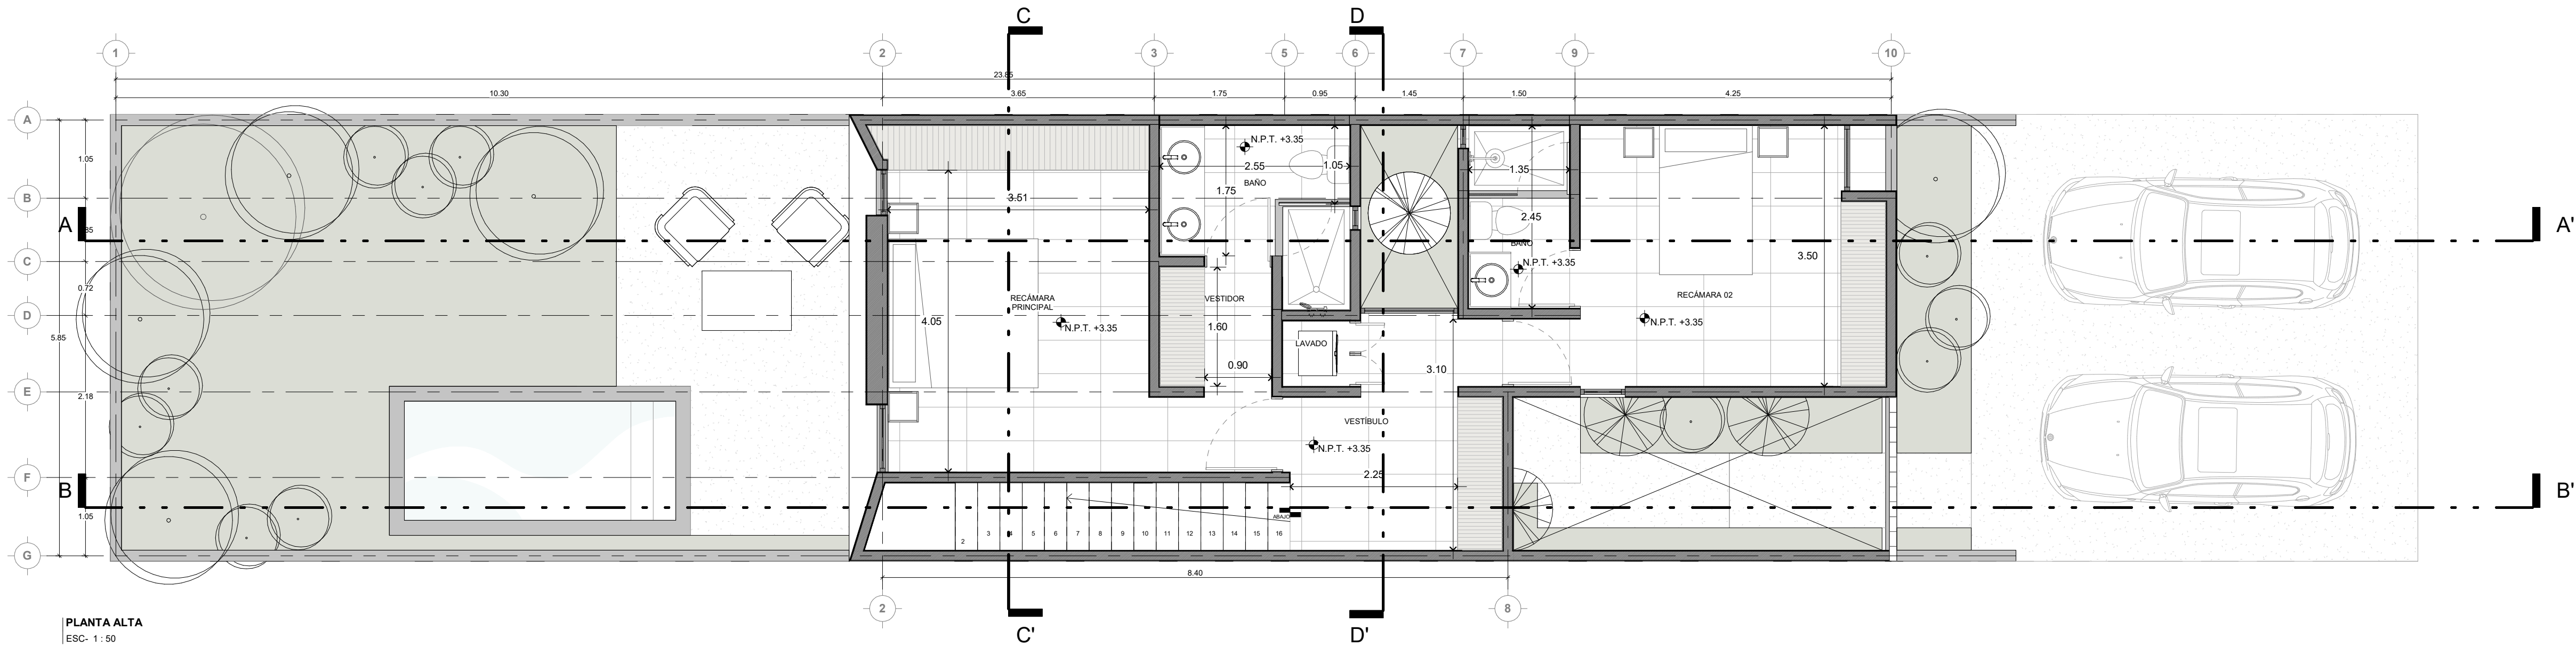 C
D
1
2
3
5
6
7
9
10
23.85
10.30
3.65
1.75
0.95
1.45
1.50
4.25
A
1.05
N.P.T. +3.35
2.55
1.05
BAÑO
1.35
B
1.75
3.51
2.45
A
.85
BAÑO
A'
C
N.P.T. +3.35
3.50
0.72
RECÁMARA
PRINCIPAL
VESTIDOR
RECÁMARA 02
D
4.05
N.P.T. +3.35
1.60
N.P.T. +3.35
5.85
LAVADO
0.90
3.10
E
2.18
VESTÍBULO
N.P.T. +3.35
F
2.25
B
B'
1.05
ABAJO
2
3
4
5
6
7
8
9
10
11
12
13
14
15
16
G
8.40
2
8
C'
D'
PLANTA ALTA
ESC- 1 : 50